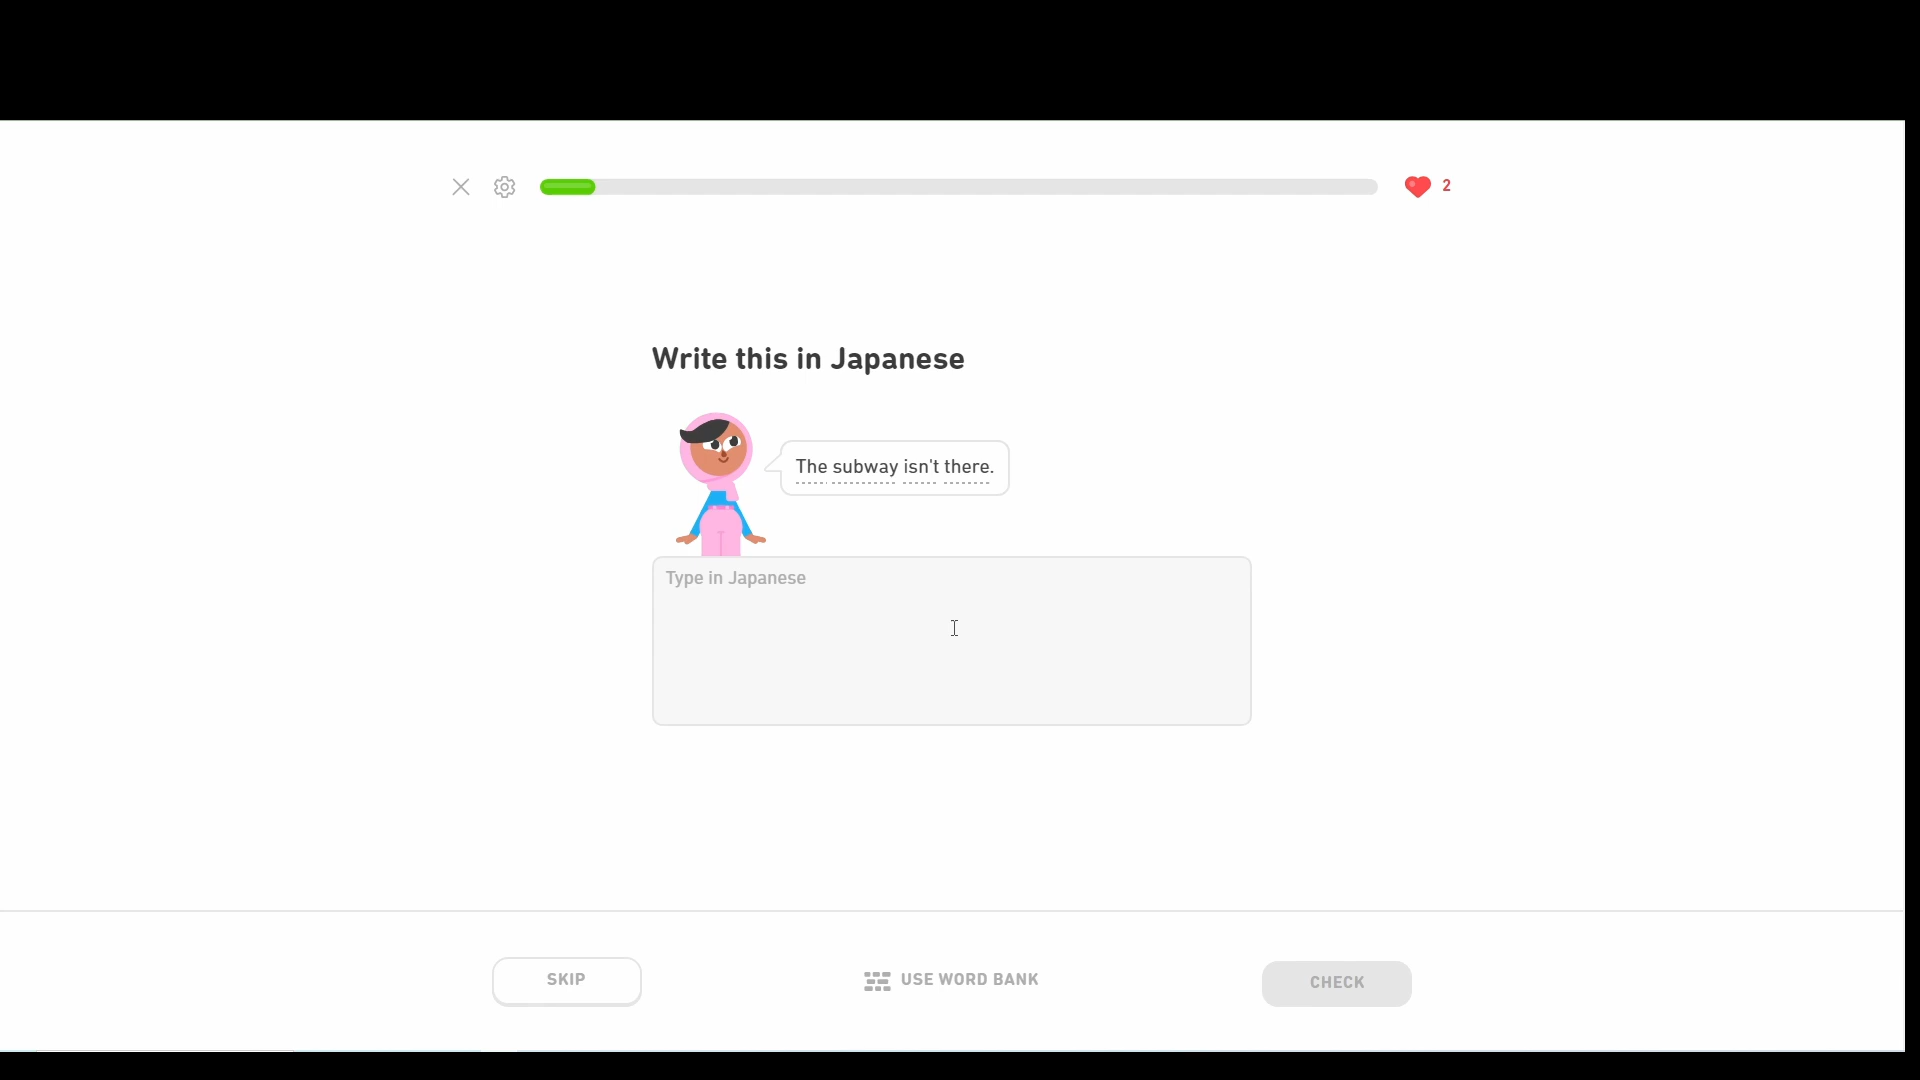 2
Write this in Japanese
The subway isn't there.
Type in Japanese
SKIP
USE WORD BANK
CHECK